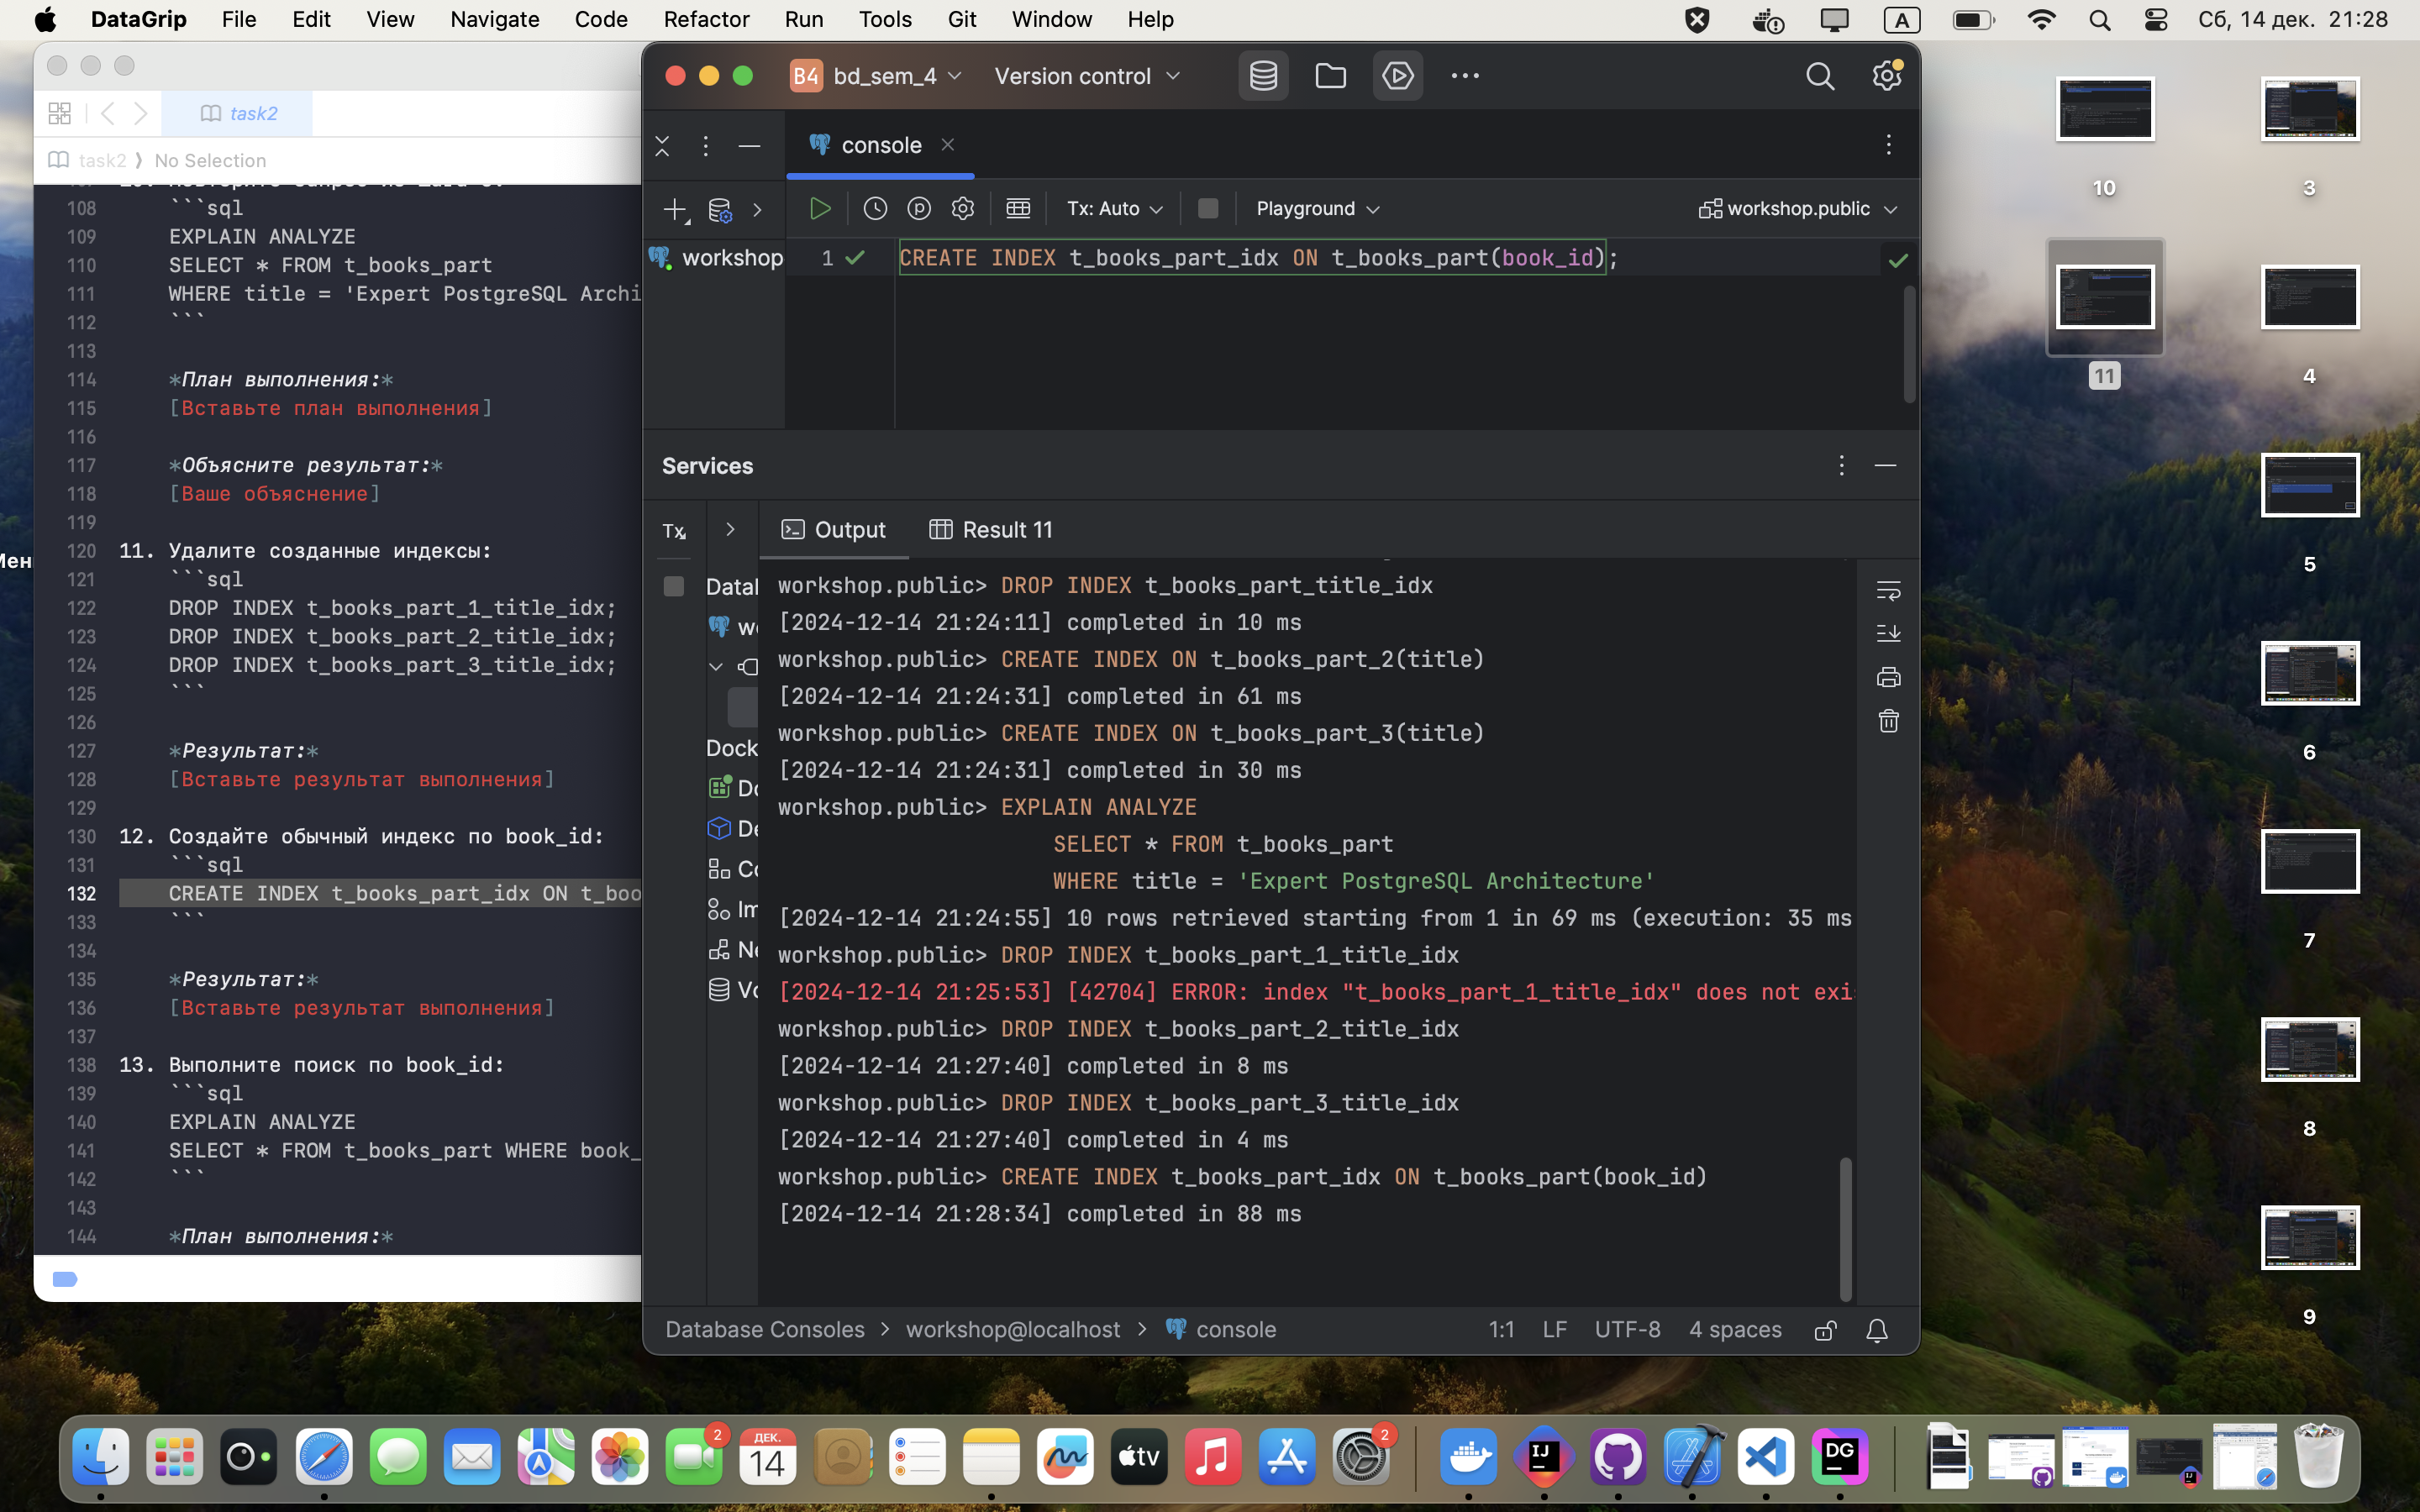 DataGrip File Edit View Navigate Code Refactor Run Tools Git Window Help A Сб, 14 дек. 21:28
task2
task2 No Selection
108 ```sql
109 EXPLAIN ANALYZE
110 SELECT * FROM t_books_part
111 WHERE title = 'Expert PostgreSQL Archi
112 ```
113
114 *План выполнения:*
115 [Вставьте план выполнения]
116
117 *Объясните результат:*
118 [Ваше объяснение]
119
120 11. Удалите созданные индексы:
121 ```sql
122 DROP INDEX t_books_part_1_title_idx;
123 DROP INDEX t_books_part_2_title_idx;
124 DROP INDEX t_books_part_3_title_idx;
125 ```
126
127 *Результат:*
128 [Вставьте результат выполнения]
129
130 12. Создайте обычный индекс по book_id:
131 ```sql
132 CREATE INDEX t_books_part_idx ON t_boo
133 ```
134
135 *Результат:*
136 [Вставьте результат выполнения]
137
138 13. Выполните поиск по book_id:
139 ```sql
140 EXPLAIN ANALYZE
141 SELECT * FROM t_books_part WHERE book_
142 ```
143
144 *План выполнения:*
B4 bd_sem_4 Version control
console
Tx: Auto Playground workshop.public
workshop
1 CREATE INDEX t_books_part_idx ON t_books_part(book_id);
Services
Tx Output Result 11
Datal
wo
Dock
Do
De
Co
Im
Ne
Vo
workshop.public> DROP INDEX t_books_part_title_idx
[2024-12-14 21:24:11] completed in 10 ms
workshop.public> CREATE INDEX ON t_books_part_2(title)
[2024-12-14 21:24:31] completed in 61 ms
workshop.public> CREATE INDEX ON t_books_part_3(title)
[2024-12-14 21:24:31] completed in 30 ms
workshop.public> EXPLAIN ANALYZE
SELECT * FROM t_books_part
WHERE title = 'Expert PostgreSQL Architecture'
[2024-12-14 21:24:55] 10 rows retrieved starting from 1 in 69 ms (execution: 35 ms
workshop.public> DROP INDEX t_books_part_1_title_idx
[2024-12-14 21:25:53] [42704] ERROR: index "t_books_part_1_title_idx" does not exi
workshop.public> DROP INDEX t_books_part_2_title_idx
[2024-12-14 21:27:40] completed in 8 ms
workshop.public> DROP INDEX t_books_part_3_title_idx
[2024-12-14 21:27:40] completed in 4 ms
workshop.public> CREATE INDEX t_books_part_idx ON t_books_part(book_id)
[2024-12-14 21:28:34] completed in 88 ms
Database Consoles workshop@localhost console 1:1 LF UTF-8 4 spaces
10
3
11
4
5
6
7
8
9
2
ДЕК.
14
tv
2
IJ
DG